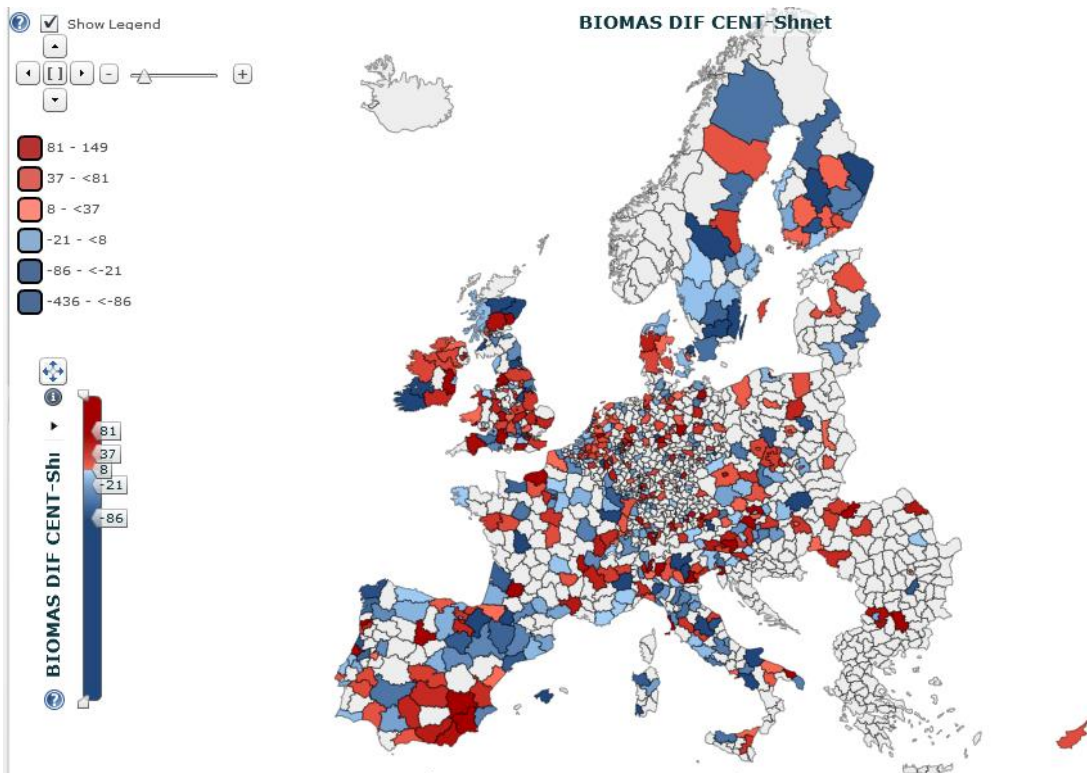 BIOMAS DIF CENT-Shnet
Show Legend
[ ]
81 - 149
37 - <81
8 - <37
-21 - <8
-86 - <-21
-436 - <-86
81
37
8
-21
-86
BIOMAS DIF CENT-Shi